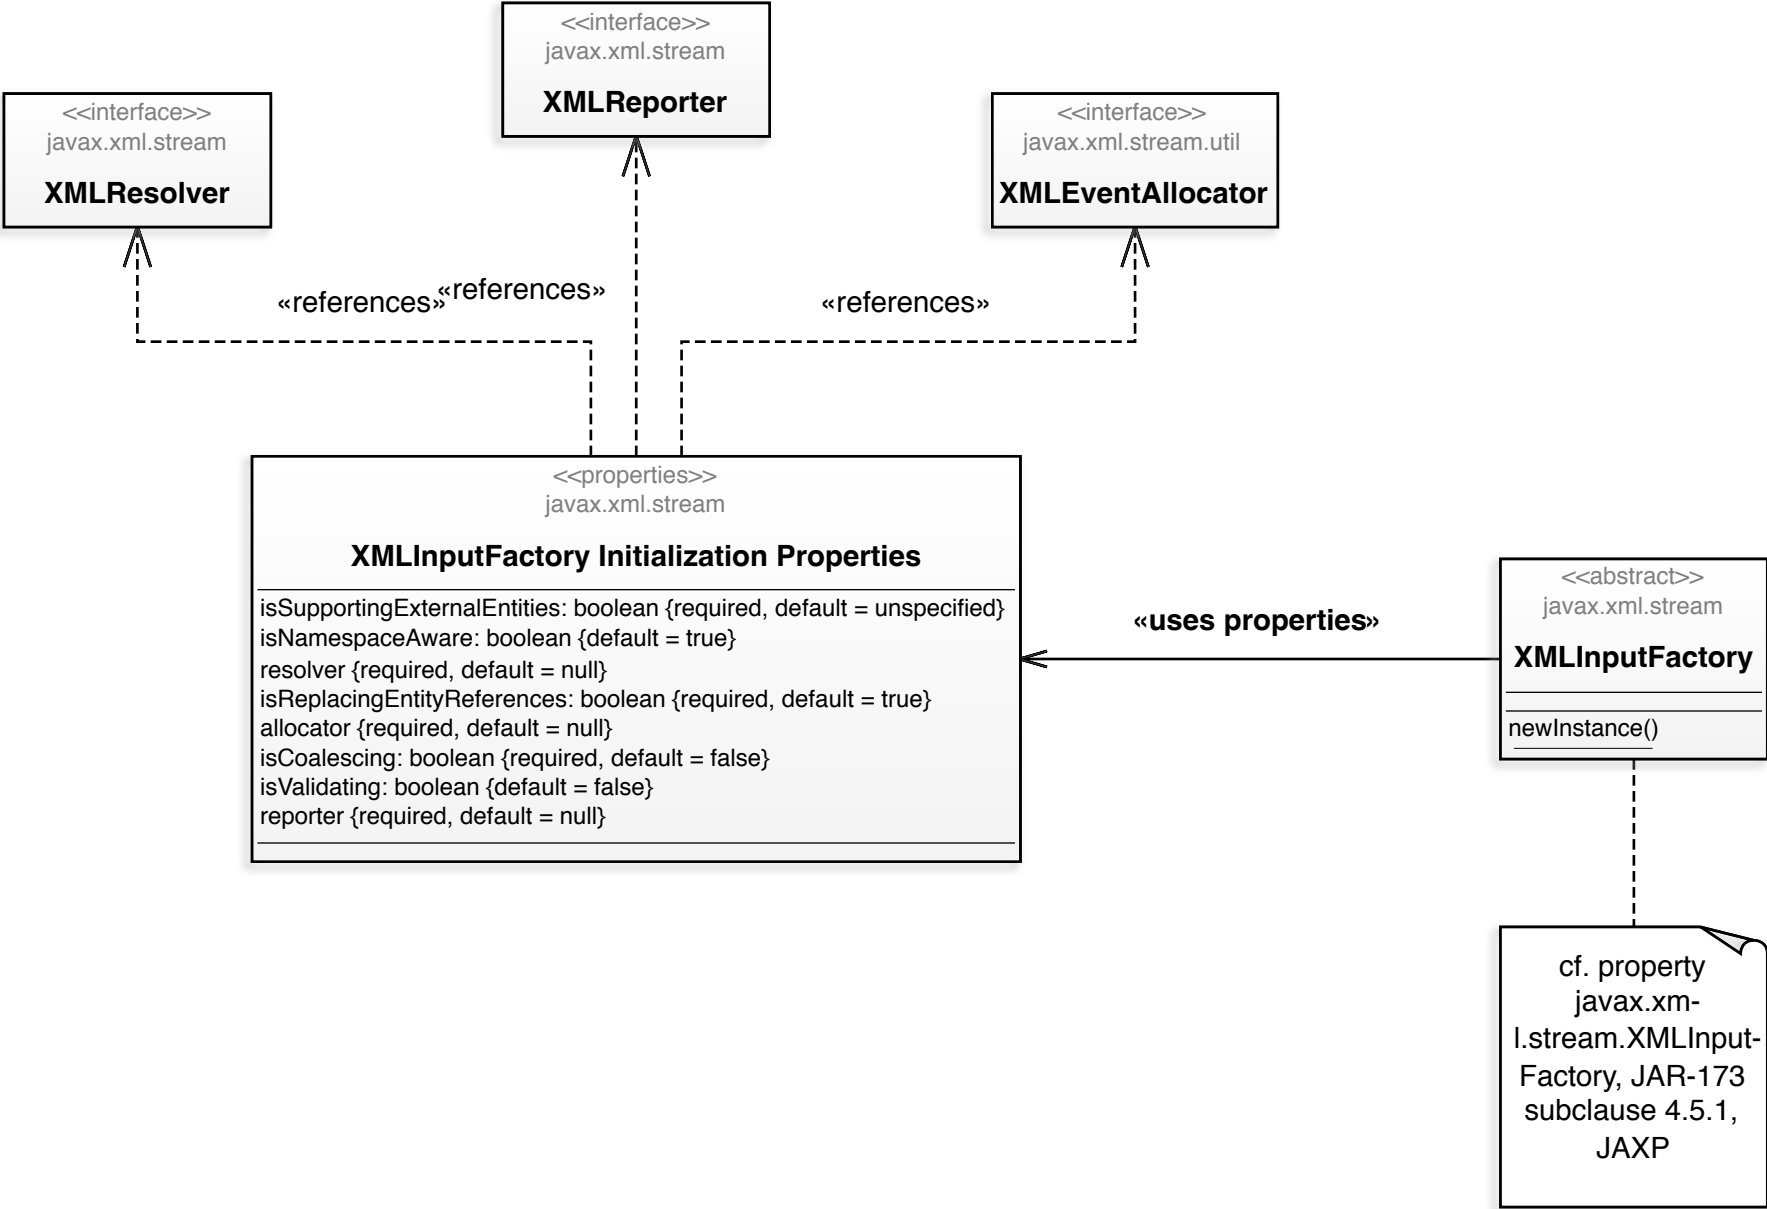 <<interface>>
javax.xml.stream
XMLReporter
<<interface>>
javax.xml.stream
XMLResolver
<<interface>>
javax.xml.stream.util
XMLEventAllocator
«references»
«references»
«references»
<<properties>>
javax.xml.stream
XMLInputFactory Initialization Properties
isSupportingExternalEntities: boolean {required, default = unspecified}
isNamespaceAware: boolean {default = true}
resolver {required, default = null}
isReplacingEntityReferences: boolean {required, default = true}
allocator {required, default = null}
isCoalescing: boolean {required, default = false}
isValidating: boolean {default = false}
reporter {required, default = null}
«uses properties»
<<abstract>>
javax.xml.stream
XMLInputFactory
newInstance()
cf. property
javax.xm-
l.stream.XMLInput-
Factory, JAR-173
subclause 4.5.1,
JAXP